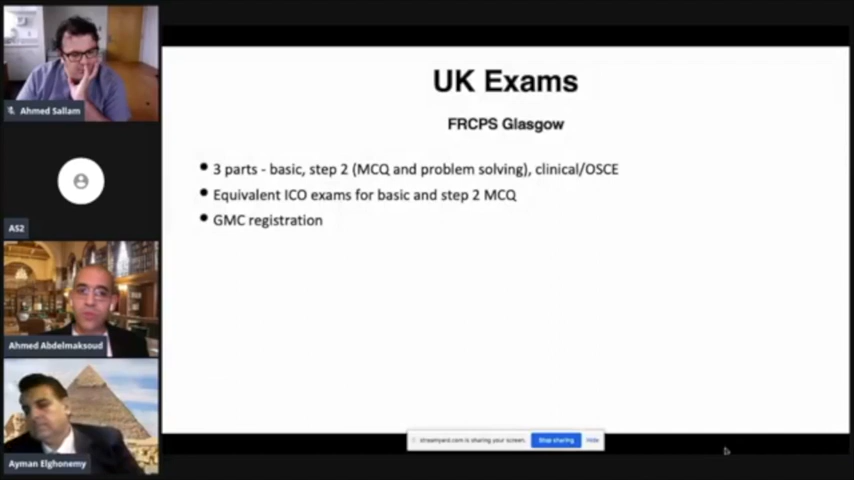 Ahmed Sallam
AS2
Ahmed Abdelmaksoud
Ayman Elghonemy
UK Exams
FRCPS Glasgow
• 3 parts - basic, step 2 (MCQ and problem solving), clinical/OSCE
• Equivalent ICO exams for basic and step 2 MCQ
• GMC registration
streamyard.com is sharing your screen.
Stop sharing
Hide